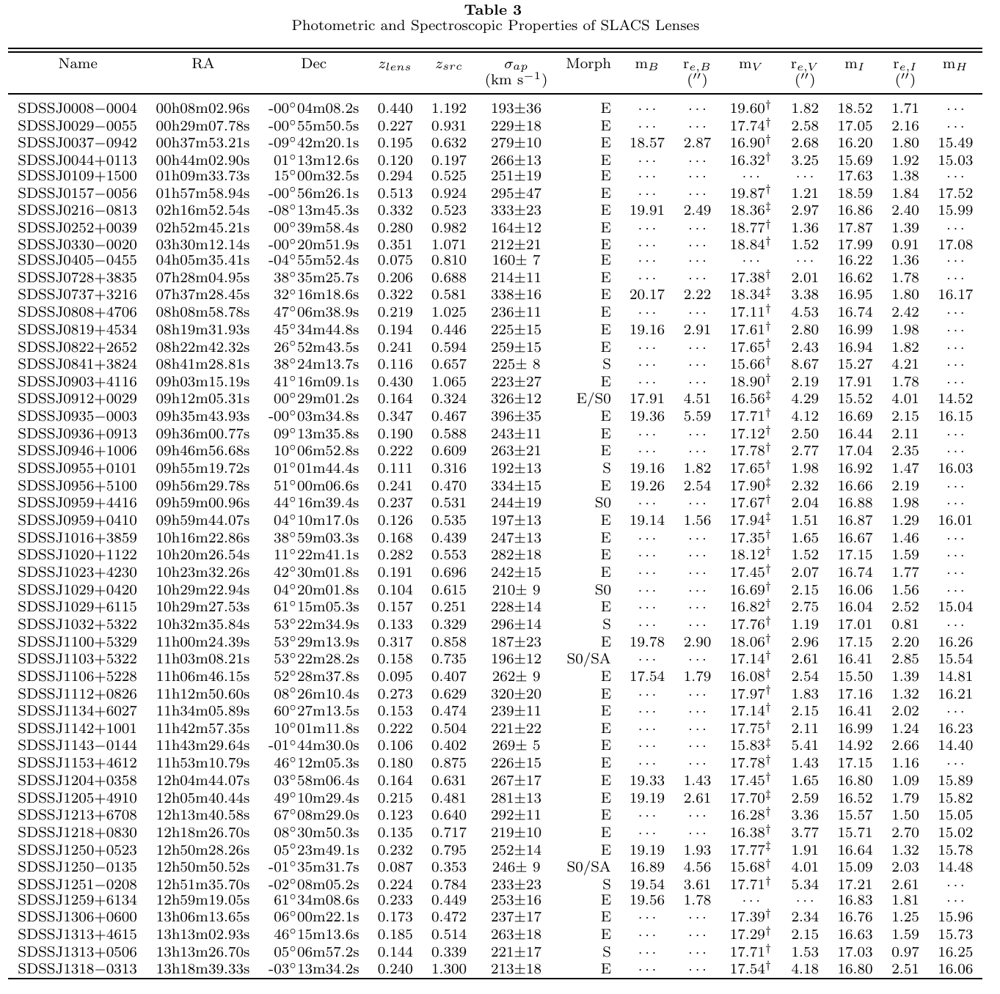 Table 3
Photometric and Spectroscopic Properties of SLACS Lenses
Name RA Dec z_lens z_src σ_ap Morph m_B r_e,B m_V r_e,V m_I r_e,I m_H
(km s⁻¹) (′′) (′′) (′′)
SDSSJ0008−0004 00h08m02.96s -00°04m08.2s 0.440 1.192 193±36 E ··· ··· 19.60† 1.82 18.52 1.71 ···
SDSSJ0029−0055 00h29m07.78s -00°55m50.5s 0.227 0.931 229±18 E ··· ··· 17.74† 2.58 17.05 2.16 ···
SDSSJ0037−0942 00h37m53.21s -09°42m20.1s 0.195 0.632 279±10 E 18.57 2.87 16.90† 2.68 16.20 1.80 15.49
SDSSJ0044+0113 00h44m02.90s 01°13m12.6s 0.120 0.197 266±13 E ··· ··· 16.32† 3.25 15.69 1.92 15.03
SDSSJ0109+1500 01h09m33.73s 15°00m32.5s 0.294 0.525 251±19 E ··· ··· ··· ··· 17.63 1.38 ···
SDSSJ0157−0056 01h57m58.94s -00°56m26.1s 0.513 0.924 295±47 E ··· ··· 19.87† 1.21 18.59 1.84 17.52
SDSSJ0216−0813 02h16m52.54s -08°13m45.3s 0.332 0.523 333±23 E 19.91 2.49 18.36‡ 2.97 16.86 2.40 15.99
SDSSJ0252+0039 02h52m45.21s 00°39m58.4s 0.280 0.982 164±12 E ··· ··· 18.77† 1.36 17.87 1.39 ···
SDSSJ0330−0020 03h30m12.14s -00°20m51.9s 0.351 1.071 212±21 E ··· ··· 18.84† 1.52 17.99 0.91 17.08
SDSSJ0405−0455 04h05m35.41s -04°55m52.4s 0.075 0.810 160± 7 E ··· ··· ··· ··· 16.22 1.36 ···
SDSSJ0728+3835 07h28m04.95s 38°35m25.7s 0.206 0.688 214±11 E ··· ··· 17.38† 2.01 16.62 1.78 ···
SDSSJ0737+3216 07h37m28.45s 32°16m18.6s 0.322 0.581 338±16 E 20.17 2.22 18.34‡ 3.38 16.95 1.80 16.17
SDSSJ0808+4706 08h08m58.78s 47°06m38.9s 0.219 1.025 236±11 E ··· ··· 17.11† 4.53 16.74 2.42 ···
SDSSJ0819+4534 08h19m31.93s 45°34m44.8s 0.194 0.446 225±15 E 19.16 2.91 17.61† 2.80 16.99 1.98 ···
SDSSJ0822+2652 08h22m42.32s 26°52m43.5s 0.241 0.594 259±15 E ··· ··· 17.65† 2.43 16.94 1.82 ···
SDSSJ0841+3824 08h41m28.81s 38°24m13.7s 0.116 0.657 225± 8 S ··· ··· 15.66† 8.67 15.27 4.21 ···
SDSSJ0903+4116 09h03m15.19s 41°16m09.1s 0.430 1.065 223±27 E ··· ··· 18.90† 2.19 17.91 1.78 ···
SDSSJ0912+0029 09h12m05.31s 00°29m01.2s 0.164 0.324 326±12 E/S0 17.91 4.51 16.56‡ 4.29 15.52 4.01 14.52
SDSSJ0935−0003 09h35m43.93s -00°03m34.8s 0.347 0.467 396±35 E 19.36 5.59 17.71† 4.12 16.69 2.15 16.15
SDSSJ0936+0913 09h36m00.77s 09°13m35.8s 0.190 0.588 243±11 E ··· ··· 17.12† 2.50 16.44 2.11 ···
SDSSJ0946+1006 09h46m56.68s 10°06m52.8s 0.222 0.609 263±21 E ··· ··· 17.78† 2.77 17.04 2.35 ···
SDSSJ0955+0101 09h55m19.72s 01°01m44.4s 0.111 0.316 192±13 S 19.16 1.82 17.65† 1.98 16.92 1.47 16.03
SDSSJ0956+5100 09h56m29.78s 51°00m06.6s 0.241 0.470 334±15 E 19.26 2.54 17.90‡ 2.32 16.66 2.19 ···
SDSSJ0959+4416 09h59m00.96s 44°16m39.4s 0.237 0.531 244±19 S0 ··· ··· 17.67† 2.04 16.88 1.98 ···
SDSSJ0959+0410 09h59m44.07s 04°10m17.0s 0.126 0.535 197±13 E 19.14 1.56 17.94‡ 1.51 16.87 1.29 16.01
SDSSJ1016+3859 10h16m22.86s 38°59m03.3s 0.168 0.439 247±13 E ··· ··· 17.35† 1.65 16.67 1.46 ···
SDSSJ1020+1122 10h20m26.54s 11°22m41.1s 0.282 0.553 282±18 E ··· ··· 18.12† 1.52 17.15 1.59 ···
SDSSJ1023+4230 10h23m32.26s 42°30m01.8s 0.191 0.696 242±15 E ··· ··· 17.45† 2.07 16.74 1.77 ···
SDSSJ1029+0420 10h29m22.94s 04°20m01.8s 0.104 0.615 210± 9 S0 ··· ··· 16.69† 2.15 16.06 1.56 ···
SDSSJ1029+6115 10h29m27.53s 61°15m05.3s 0.157 0.251 228±14 E ··· ··· 16.82† 2.75 16.04 2.52 15.04
SDSSJ1032+5322 10h32m35.84s 53°22m34.9s 0.133 0.329 296±14 S ··· ··· 17.76† 1.19 17.01 0.81 ···
SDSSJ1100+5329 11h00m24.39s 53°29m13.9s 0.317 0.858 187±23 E 19.78 2.90 18.06† 2.96 17.15 2.20 16.26
SDSSJ1103+5322 11h03m08.21s 53°22m28.2s 0.158 0.735 196±12 S0/SA ··· ··· 17.14† 2.61 16.41 2.85 15.54
SDSSJ1106+5228 11h06m46.15s 52°28m37.8s 0.095 0.407 262± 9 E 17.54 1.79 16.08† 2.54 15.50 1.39 14.81
SDSSJ1112+0826 11h12m50.60s 08°26m10.4s 0.273 0.629 320±20 E ··· ··· 17.97† 1.83 17.16 1.32 16.21
SDSSJ1134+6027 11h34m05.89s 60°27m13.5s 0.153 0.474 239±11 E ··· ··· 17.14† 2.15 16.41 2.02 ···
SDSSJ1142+1001 11h42m57.35s 10°01m11.8s 0.222 0.504 221±22 E ··· ··· 17.75† 2.11 16.99 1.24 16.23
SDSSJ1143−0144 11h43m29.64s -01°44m30.0s 0.106 0.402 269± 5 E ··· ··· 15.83‡ 5.41 14.92 2.66 14.40
SDSSJ1153+4612 11h53m10.79s 46°12m05.3s 0.180 0.875 226±15 E ··· ··· 17.78† 1.43 17.15 1.16 ···
SDSSJ1204+0358 12h04m44.07s 03°58m06.4s 0.164 0.631 267±17 E 19.33 1.43 17.45† 1.65 16.80 1.09 15.89
SDSSJ1205+4910 12h05m40.44s 49°10m29.4s 0.215 0.481 281±13 E 19.19 2.61 17.70‡ 2.59 16.52 1.79 15.82
SDSSJ1213+6708 12h13m40.58s 67°08m29.0s 0.123 0.640 292±11 E ··· ··· 16.28† 3.36 15.57 1.50 15.05
SDSSJ1218+0830 12h18m26.70s 08°30m50.3s 0.135 0.717 219±10 E ··· ··· 16.38† 3.77 15.71 2.70 15.02
SDSSJ1250+0523 12h50m28.26s 05°23m49.1s 0.232 0.795 252±14 E 19.19 1.93 17.77‡ 1.91 16.64 1.32 15.78
SDSSJ1250−0135 12h50m50.52s -01°35m31.7s 0.087 0.353 246± 9 S0/SA 16.89 4.56 15.68† 4.01 15.09 2.03 14.48
SDSSJ1251−0208 12h51m35.70s -02°08m05.2s 0.224 0.784 233±23 S 19.54 3.61 17.71† 5.34 17.21 2.61 ···
SDSSJ1259+6134 12h59m19.05s 61°34m08.6s 0.233 0.449 253±16 E 19.56 1.78 ··· ··· 16.83 1.81 ···
SDSSJ1306+0600 13h06m13.65s 06°00m22.1s 0.173 0.472 237±17 E ··· ··· 17.39† 2.34 16.76 1.25 15.96
SDSSJ1313+4615 13h13m02.93s 46°15m13.6s 0.185 0.514 263±18 E ··· ··· 17.29† 2.15 16.63 1.59 15.73
SDSSJ1313+0506 13h13m26.70s 05°06m57.2s 0.144 0.339 221±17 S ··· ··· 17.71† 1.53 17.03 0.97 16.25
SDSSJ1318−0313 13h18m39.33s -03°13m34.2s 0.240 1.300 213±18 E ··· ··· 17.54† 4.18 16.80 2.51 16.06